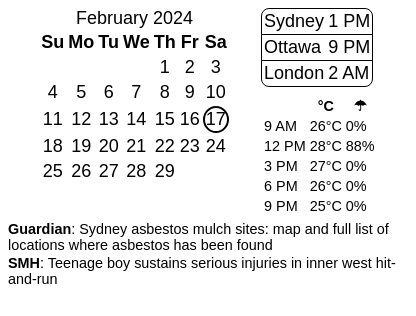 February 2024
Su Mo Tu We Th Fr Sa
1 2 3
4 5 6 7 8 9 10
11 12 13 14 15 16 17
18 19 20 21 22 23 24
25 26 27 28 29
Sydney 1 PM
Ottawa 9 PM
London 2 AM
°C ☂
9 AM 26°C 0%
12 PM 28°C 88%
3 PM 27°C 0%
6 PM 26°C 0%
9 PM 25°C 0%
Guardian: Sydney asbestos mulch sites: map and full list of
locations where asbestos has been found
SMH: Teenage boy sustains serious injuries in inner west hit-
and-run